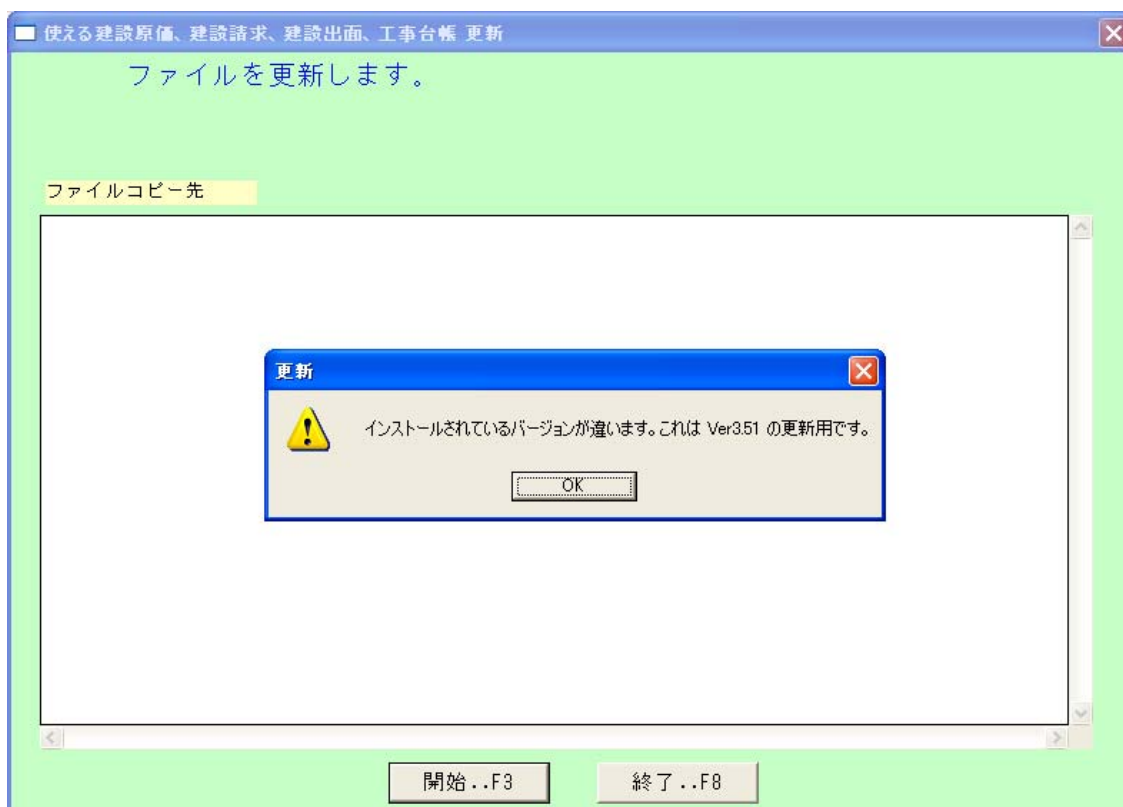 使える建設原価、建設請求、建設出面、工事台帳 更新
ファイルを更新します。
ファイルコピー先
更新
インストールされているバージョンが違います。これは Ver3.51 の更新用です。
OK
開始..F3
終了..F8